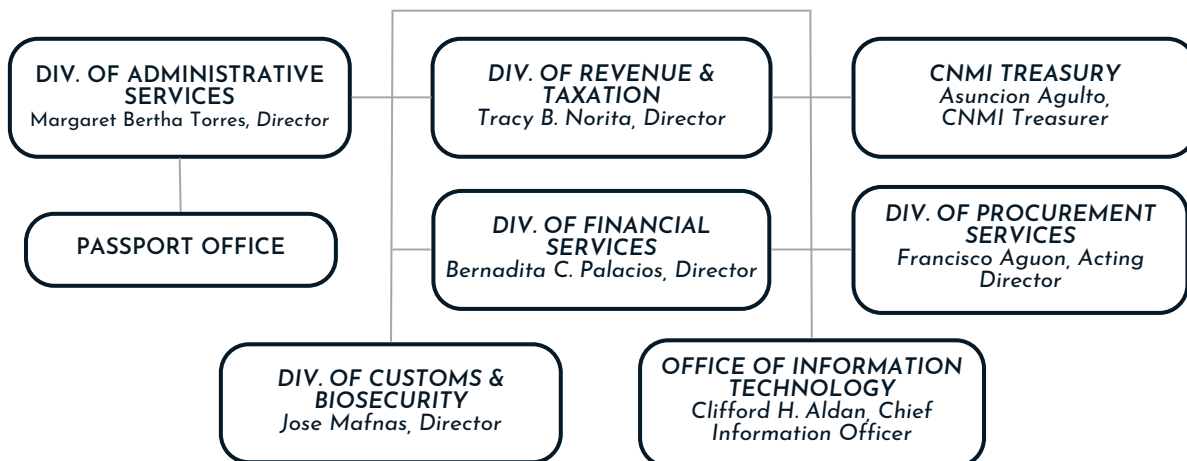 DIV. OF ADMINISTRATIVE
SERVICES
Margaret Bertha Torres, Director
DIV. OF REVENUE &
TAXATION
Tracy B. Norita, Director
CNMI TREASURY
Asuncion Agulto,
CNMI Treasurer
PASSPORT OFFICE
DIV. OF FINANCIAL
SERVICES
Bernadita C. Palacios, Director
DIV. OF PROCUREMENT
SERVICES
Francisco Aguon, Acting
Director
DIV. OF CUSTOMS &
BIOSECURITY
Jose Mafnas, Director
OFFICE OF INFORMATION
TECHNOLOGY
Clifford H. Aldan, Chief
Information Officer